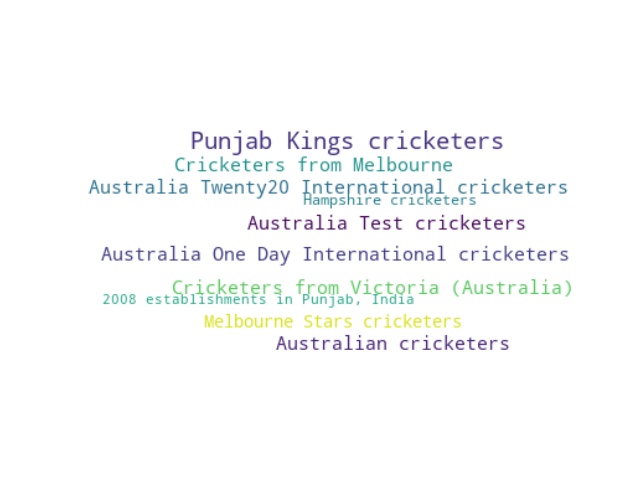 Punjab Kings cricketers
Cricketers from Melbourne
Australia Twenty20 International cricketers
Hampshire cricketers
Australia Test cricketers
Australia One Day International cricketers
Cricketers from Victoria (Australia)
2008 establishments in Punjab, India
Melbourne Stars cricketers
Australian cricketers